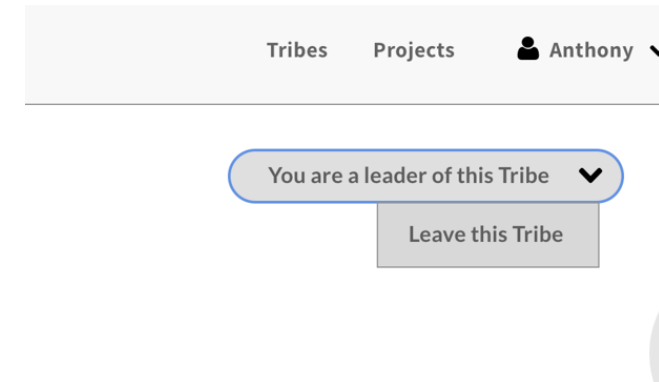 Tribes Projects Anthony
You are a leader of this Tribe
Leave this Tribe